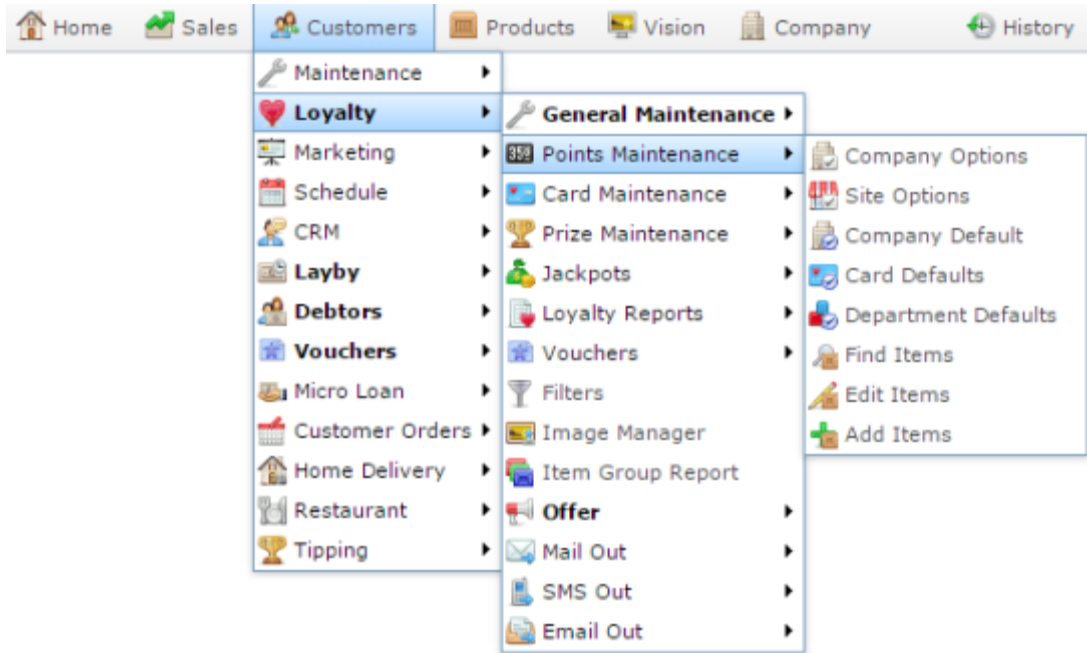 Home Sales Customers Products Vision Company History
Maintenance
Loyalty
Marketing
Schedule
CRM
Layby
Debtors
Vouchers
Micro Loan
Customer Orders
Home Delivery
Restaurant
Tipping
General Maintenance
Points Maintenance
Card Maintenance
Prize Maintenance
Jackpots
Loyalty Reports
Vouchers
Filters
Image Manager
Item Group Report
Offer
Mail Out
SMS Out
Email Out
Company Options
Site Options
Company Default
Card Defaults
Department Defaults
Find Items
Edit Items
Add Items